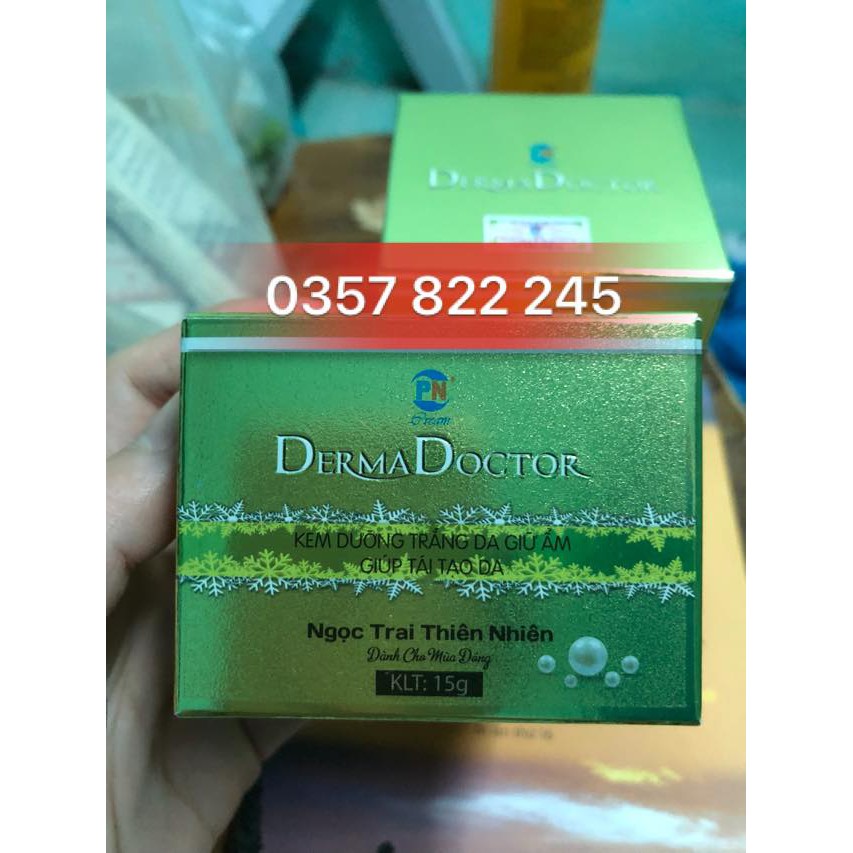 DERMADOCTOR
0357 822 245
PN
Cream
DERMADOCTOR
KEM DƯỠNG TRẮNG DA GIỮ ẨM
GIÚP TÁI TẠO DA
Ngọc Trai Thiên Nhiên
Dành Cho Mùa Đông
KLT: 15g